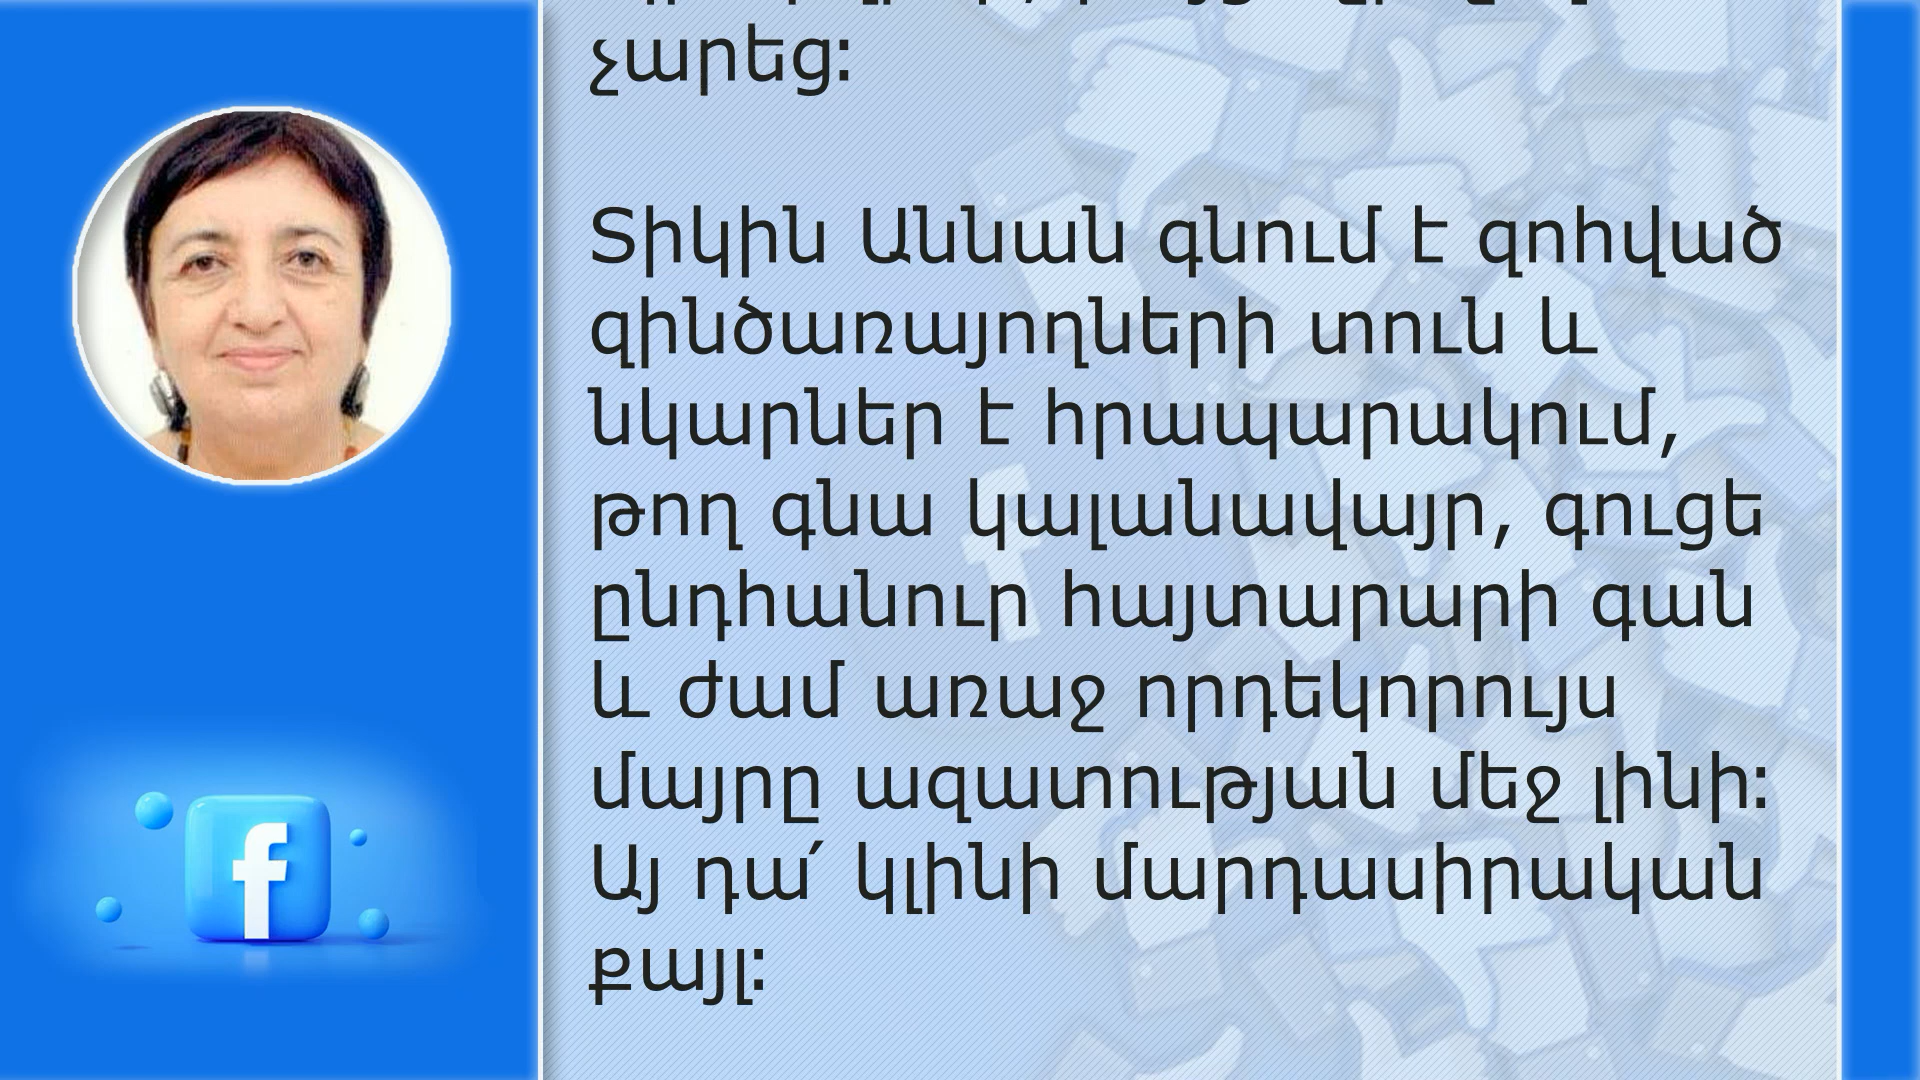 չարեց:
Տիկին Աննան գնում է զոհված
զինծառայողների տուն և
նկարներ է հրապարակում,
թող գնա կալանավայր, գուցե
ընդհանուր հայտարարի գան
և ժամ առաջ որդեկորույս
մայրը ազատության մեջ լինի:
Այ դա՛ կլինի մարդասիրական
քայլ: